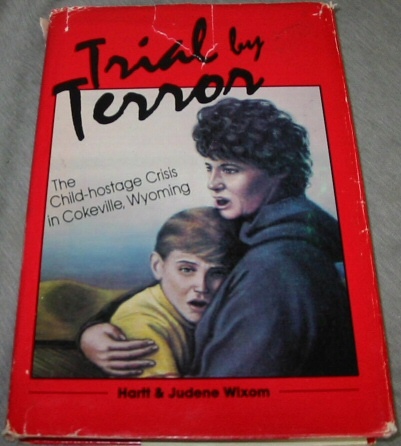 Trial by
Terror
The
Child-hostage Crisis
in Cokeville, Wyoming
Hartt & Judene Wixom